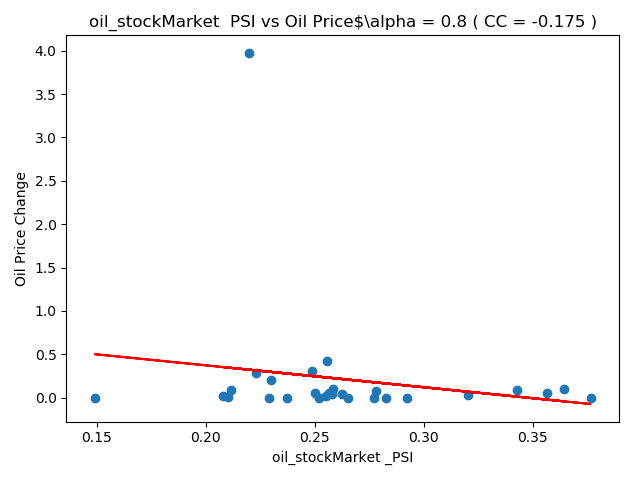 oil_stockMarket  PSI vs Oil Price$\alpha = 0.8 ( CC = -0.175 )
4.0
3.5
3.0
2.5
2.0
1.5
1.0
0.5
0.0
Oil Price Change
0.15 0.20 0.25 0.30 0.35
oil_stockMarket _PSI